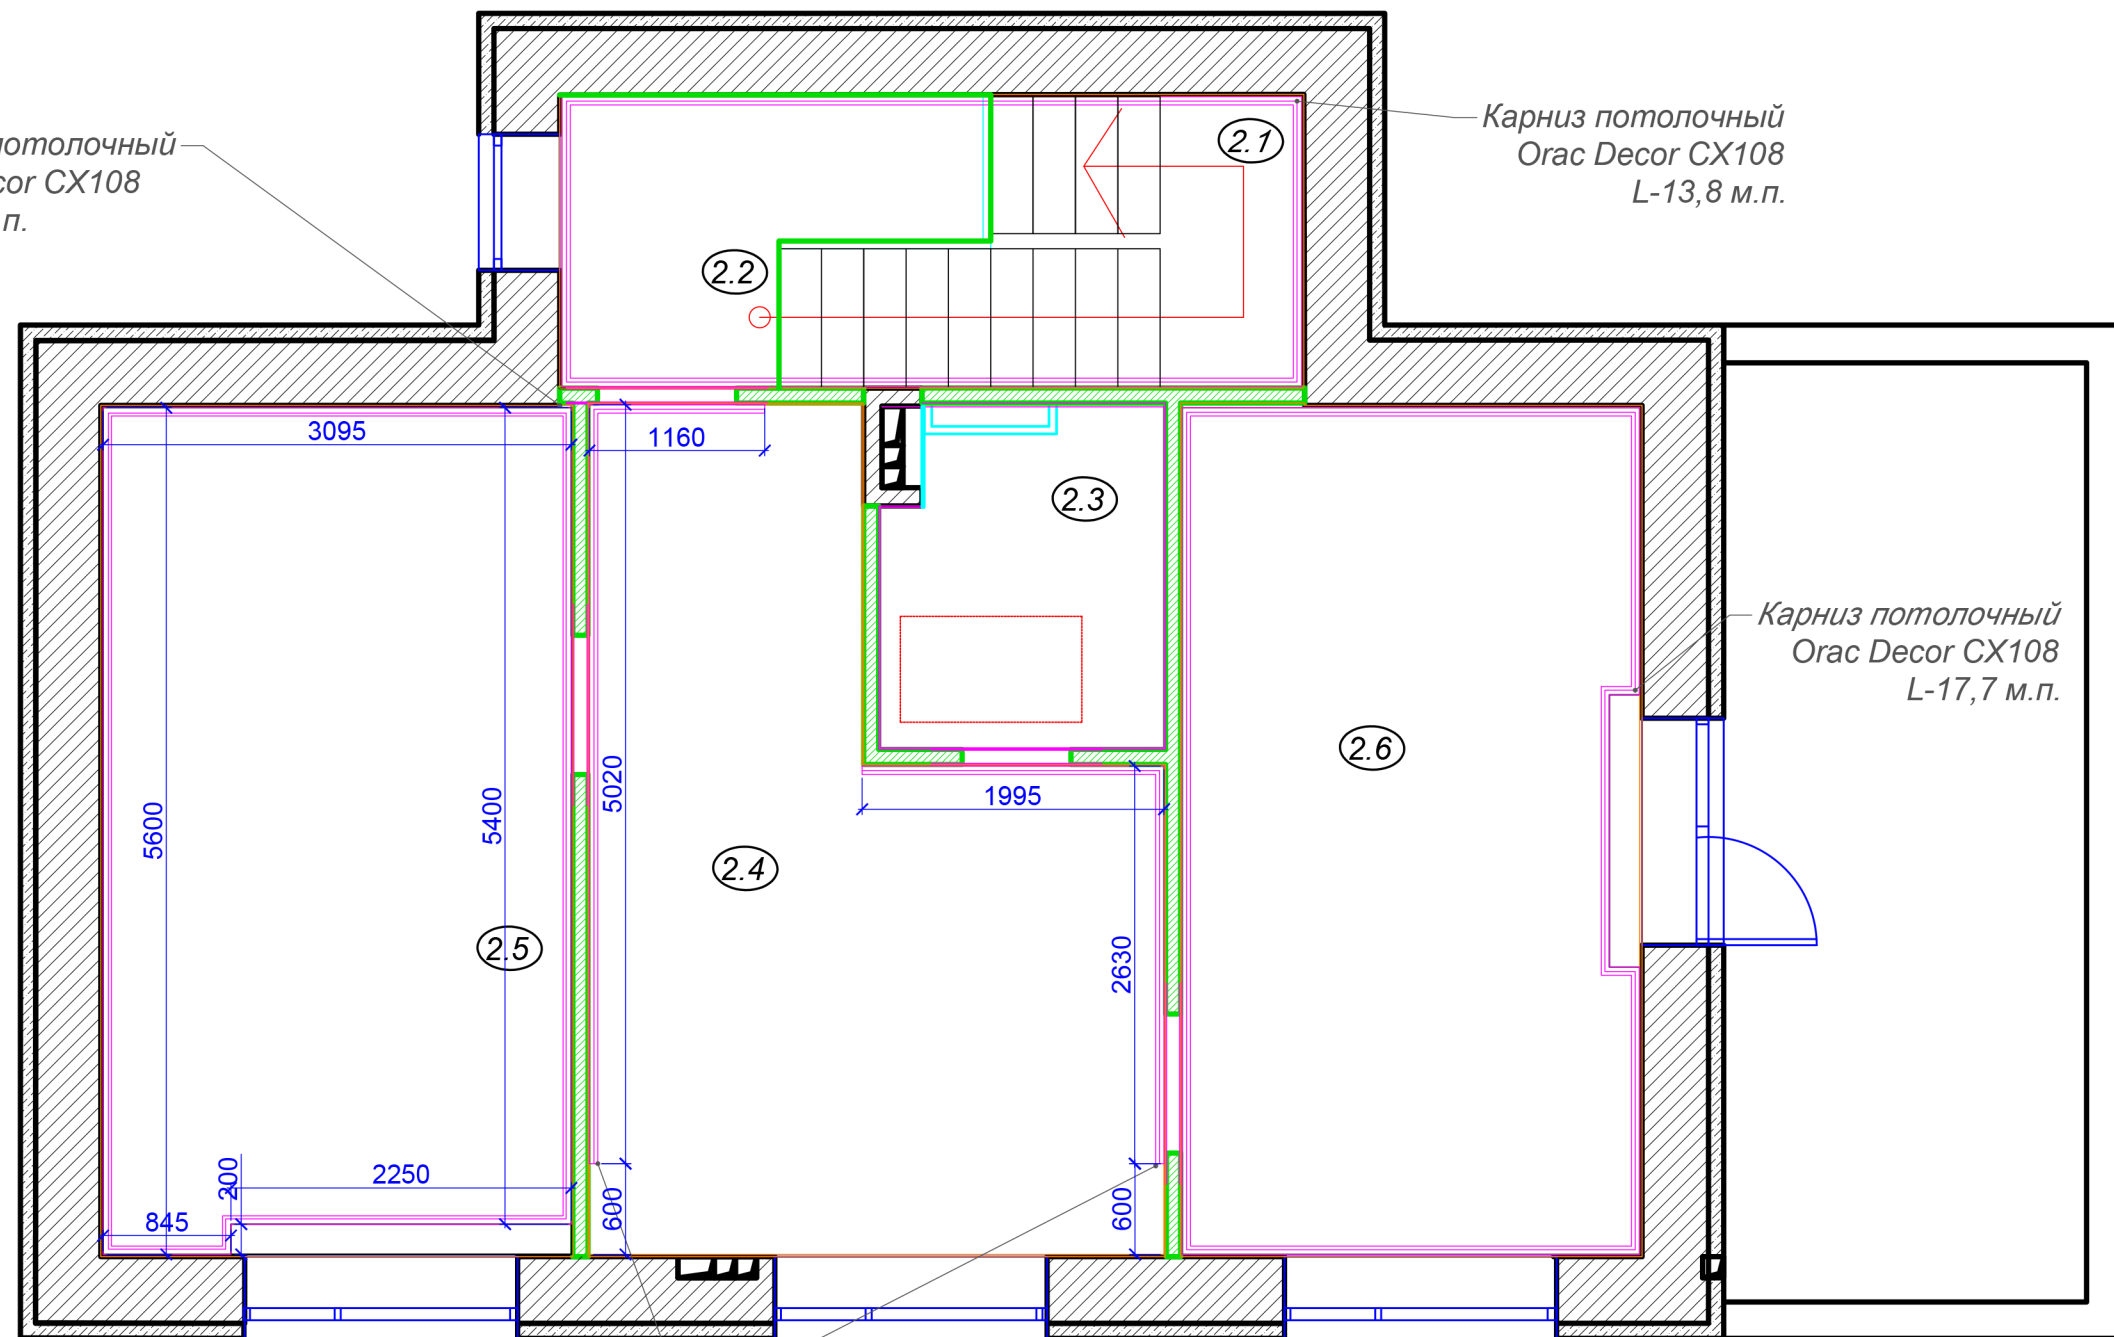 Карниз потолочный
Orac Decor CX108
L-13,8 м.п.
потолочный
cor CX108
п.
2.1
2.2
3095
1160
2.3
Карниз потолочный
Orac Decor CX108
L-17,7 м.п.
2.6
5600
5400
5020
1995
2.4
2.5
2630
200
2250
845
600
600